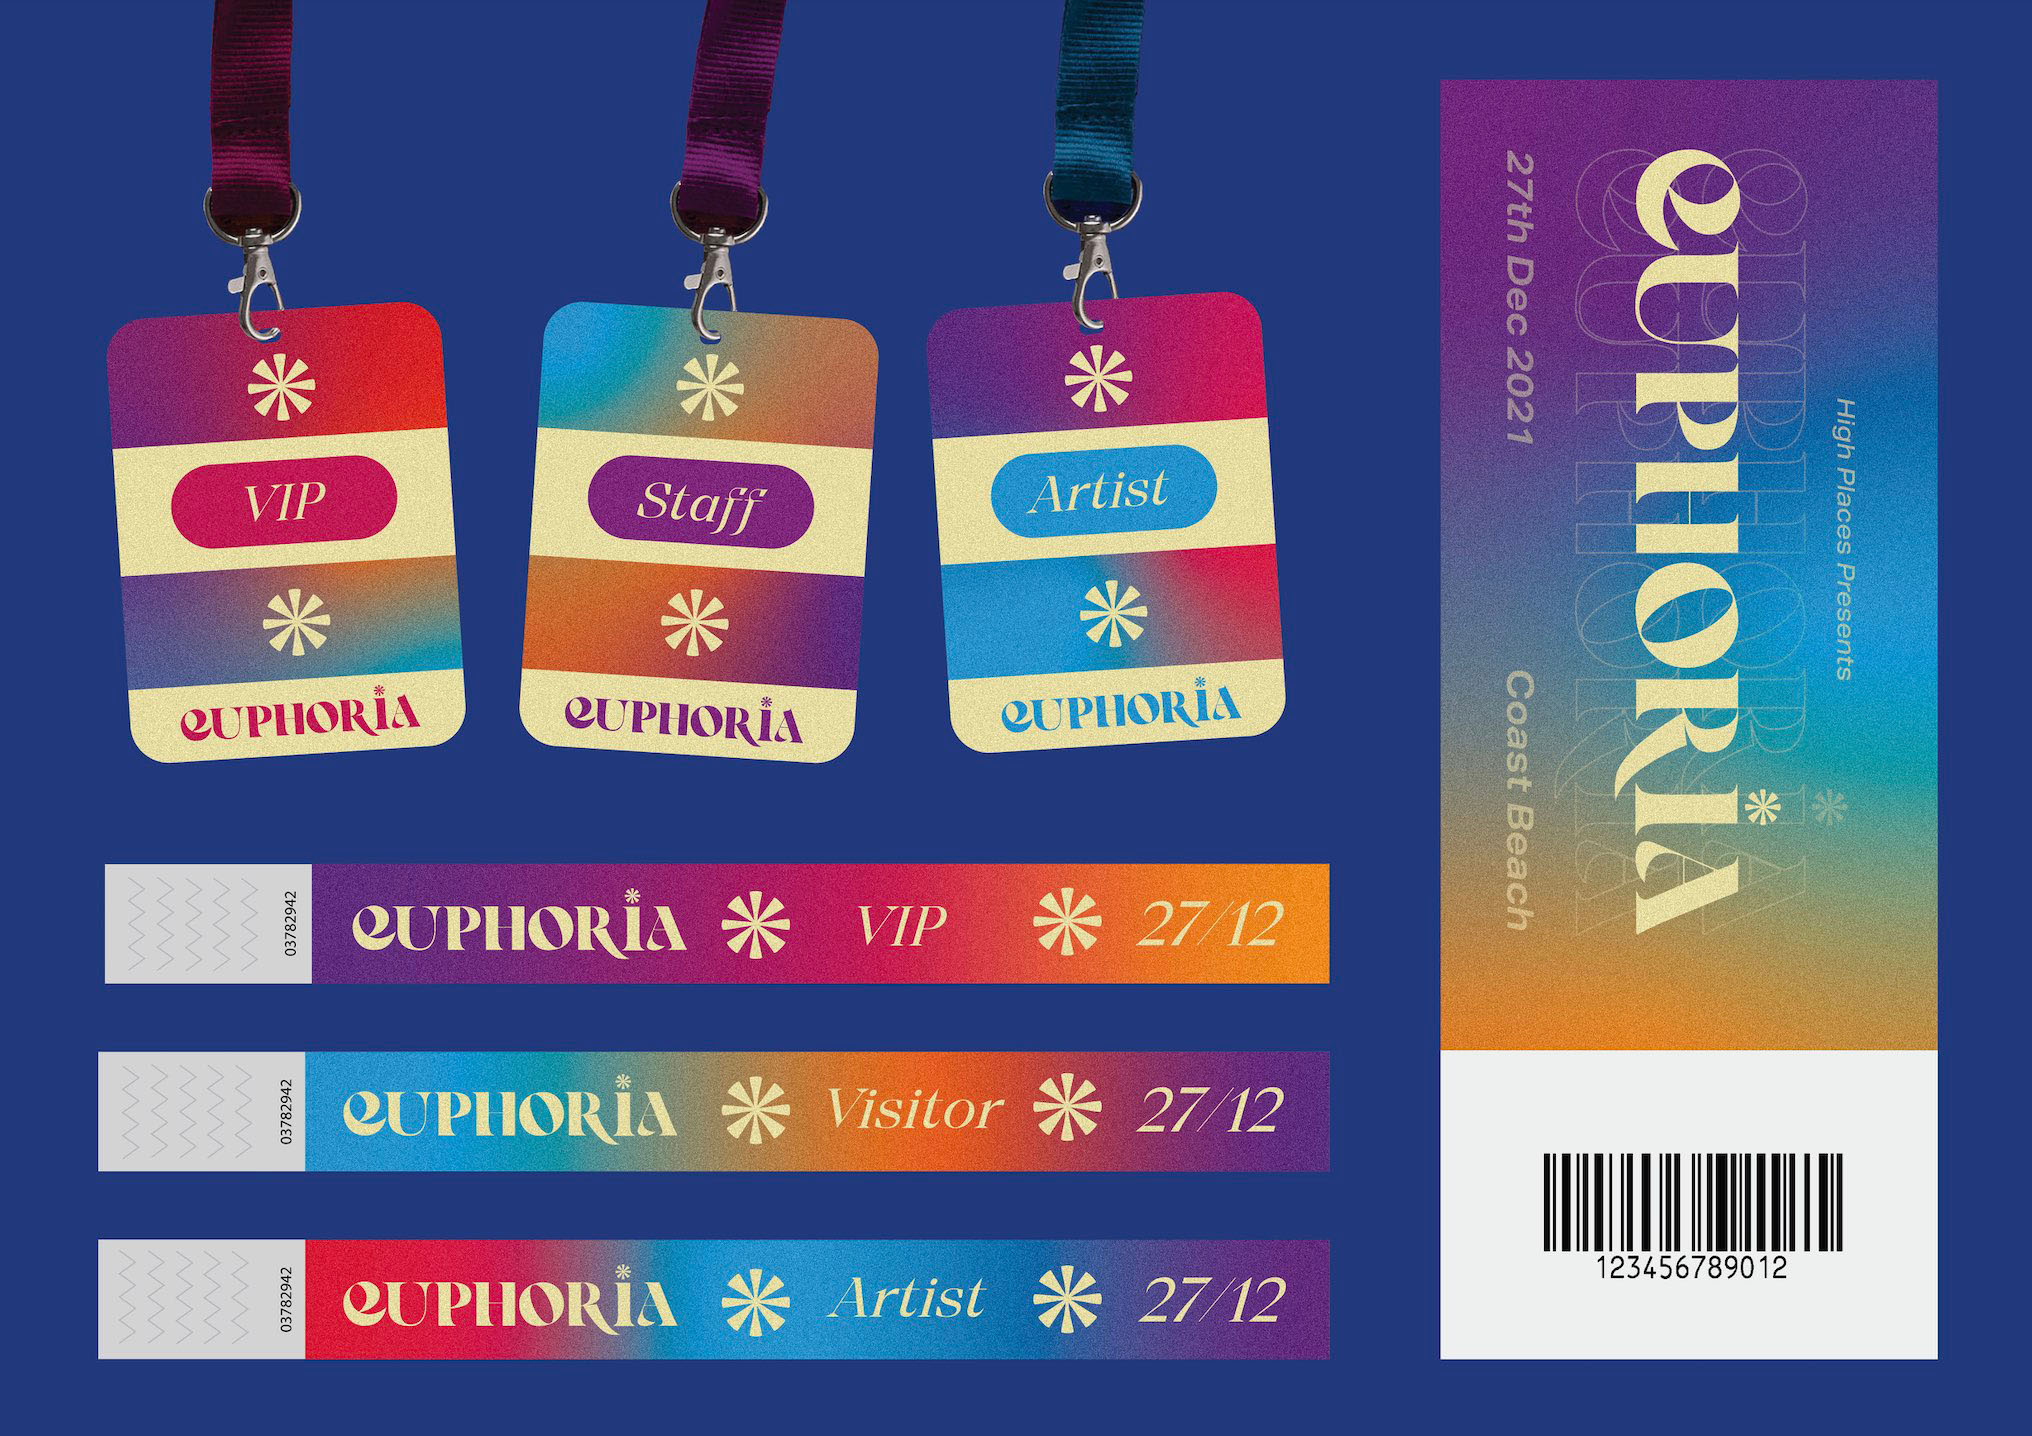 VIP
euphoria
Staff
euphoria
Artist
euphoria
03782942
euphoria VIP 27/12
03782942
euphoria Visitor 27/12
03782942
euphoria Artist 27/12
High Places Presents
euphoria
27th Dec 2021
Coast Beach
123456789012